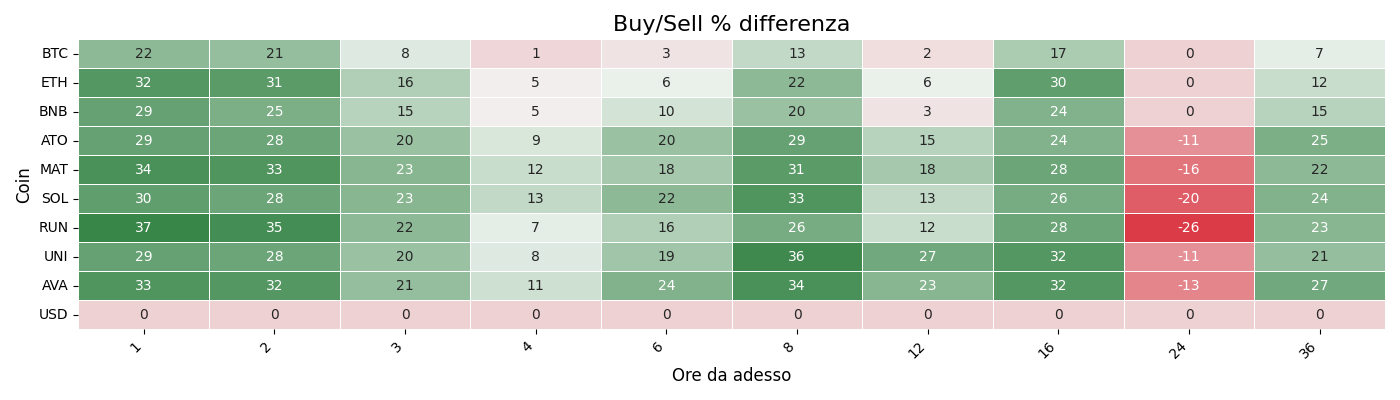 Buy/Sell % differenza
Coin
BTC 22 21 8 1 3 13 2 17 0 7
ETH 32 31 16 5 6 22 6 30 0 12
BNB 29 25 15 5 10 20 3 24 0 15
ATO 29 28 20 9 20 29 15 24 -11 25
MAT 34 33 23 12 18 31 18 28 -16 22
SOL 30 28 23 13 22 33 13 26 -20 24
RUN 37 35 22 7 16 26 12 28 -26 23
UNI 29 28 20 8 19 36 27 32 -11 21
AVA 33 32 21 11 24 34 23 32 -13 27
USD 0 0 0 0 0 0 0 0 0 0
1 2 3 4 6 8 12 16 24 36
Ore da adesso